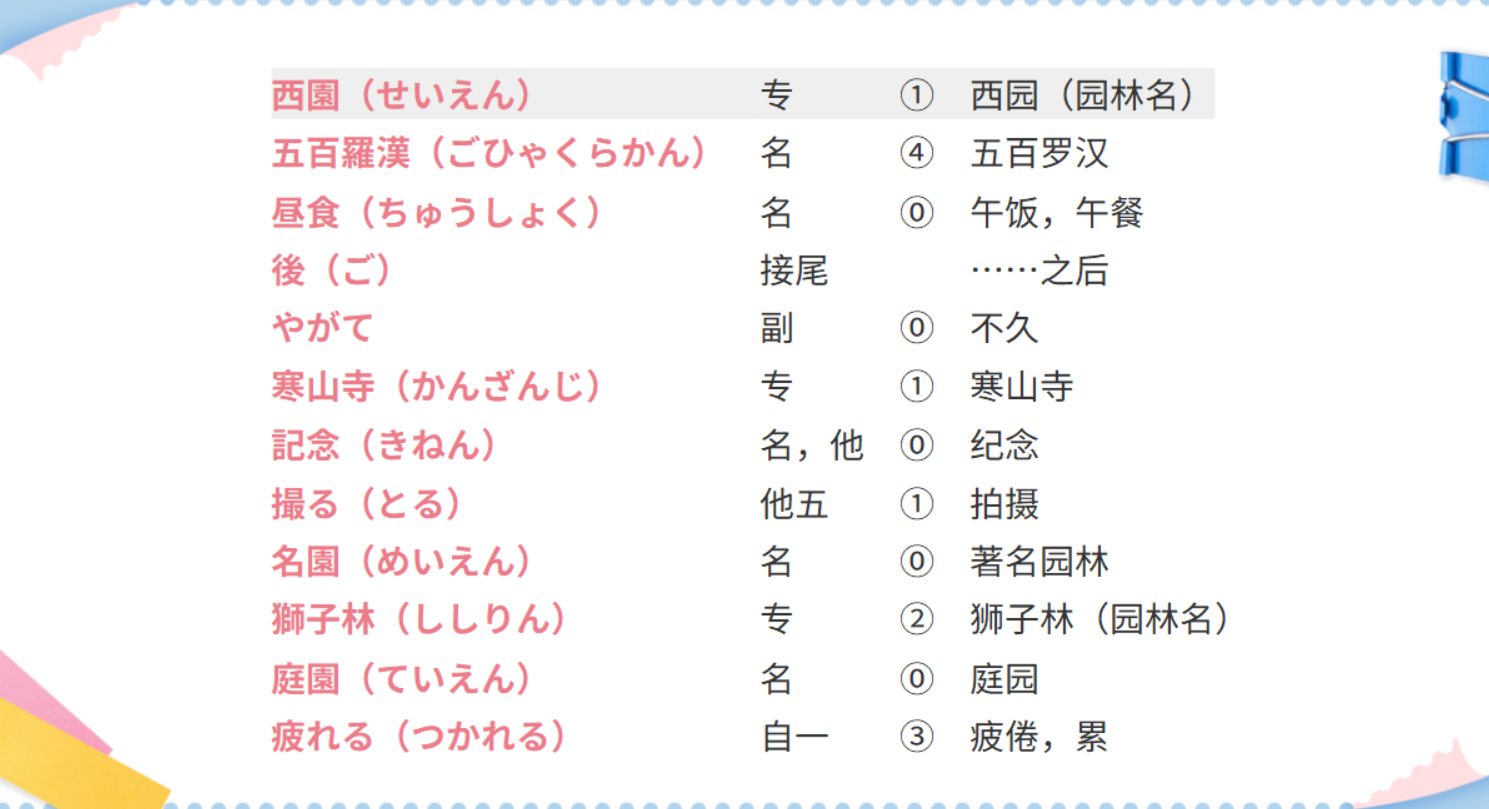 西園（せいえん） 专 ① 西园（园林名）
五百羅漢（ごひゃくらかん） 名 ④ 五百罗汉
昼食（ちゅうしょく） 名 ⓪ 午饭，午餐
後（ご） 接尾 ……之后
やがて 副 ⓪ 不久
寒山寺（かんざんじ） 专 ① 寒山寺
記念（きねん） 名，他 ⓪ 纪念
撮る（とる） 他五 ① 拍摄
名園（めいえん） 名 ⓪ 著名园林
獅子林（ししりん） 专 ② 狮子林（园林名）
庭園（ていえん） 名 ⓪ 庭园
疲れる（つかれる） 自一 ③ 疲倦，累